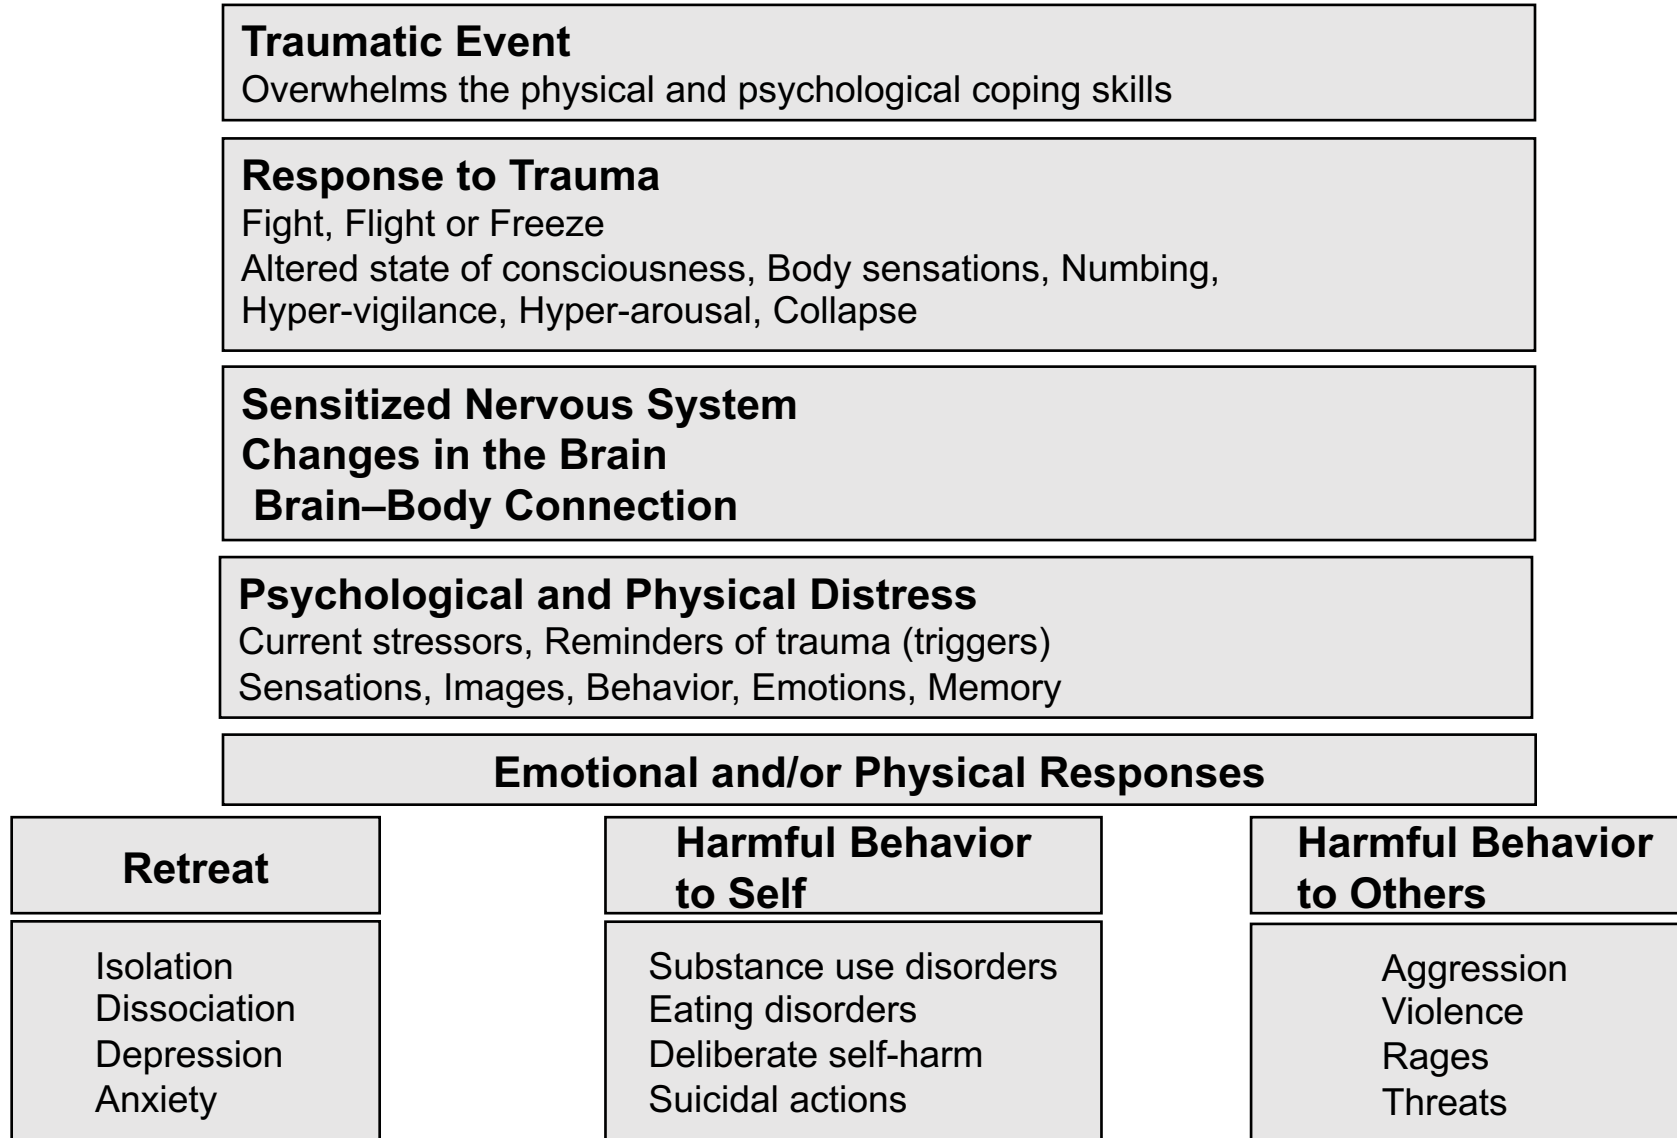 Traumatic Event
Overwhelms the physical and psychological coping skills
Response to Trauma
Fight, Flight or Freeze
Altered state of consciousness, Body sensations, Numbing,
Hyper-vigilance, Hyper-arousal, Collapse
Sensitized Nervous System
Changes in the Brain
Brain–Body Connection
Psychological and Physical Distress
Current stressors, Reminders of trauma (triggers)
Sensations, Images, Behavior, Emotions, Memory
Emotional and/or Physical Responses
Retreat
Isolation
Dissociation
Depression
Anxiety
Harmful Behavior
to Self
Substance use disorders
Eating disorders
Deliberate self-harm
Suicidal actions
Harmful Behavior
to Others
Aggression
Violence
Rages
Threats